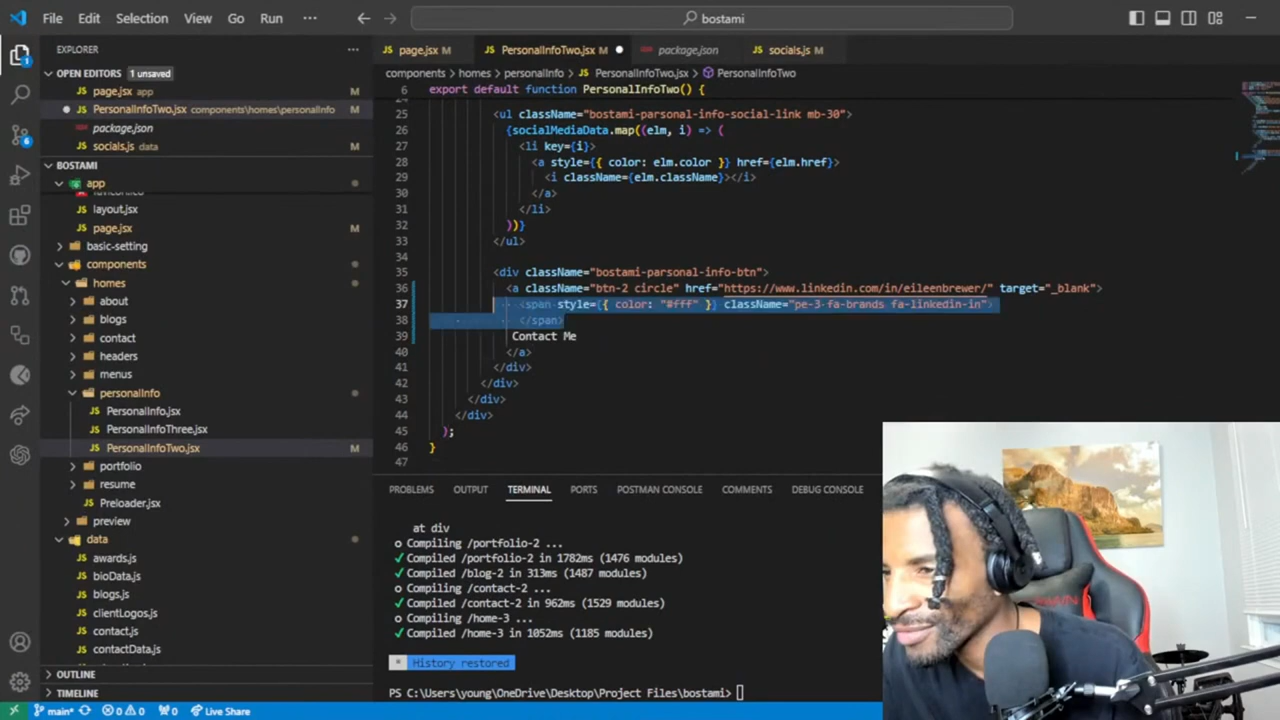 File Edit Selection View Go Run ··· bostami
EXPLORER ···
OPEN EDITORS 1 unsaved
page.jsx app M
PersonalInfoTwo.jsx components\homes\personalInfo M
package.json
socials.js data M
BOSTAMI
app
layout.jsx
page.jsx M
basic-setting
components
homes
about
blogs
contact
headers
menus
personalInfo
PersonalInfo.jsx
PersonalInfoThree.jsx
PersonalInfoTwo.jsx M
portfolio
resume
Preloader.jsx
preview
data
awards.js
bioData.js
blogs.js
clientLogos.js
contact.js
contactData.js
OUTLINE
TIMELINE
page.jsx M PersonalInfoTwo.jsx M package.json socials.js M
components > homes > personalInfo > PersonalInfoTwo.jsx > PersonalInfoTwo
6 export default function PersonalInfoTwo() {
25 <ul className="bostami-parsonal-info-social-link mb-30">
26 {socialMediaData.map((elm, i) => (
27 <li key={i}>
28 <a style={{ color: elm.color }} href={elm.href}>
29 <i className={elm.className}></i>
30 </a>
31 </li>
32 ))}
33 </ul>
34
35 <div className="bostami-parsonal-info-btn">
36 <a className="btn-2 circle" href="https://www.linkedin.com/in/eileenbrewer/" target="_blank">
37 <span style={{ color: "#fff" }} className="pe-3 fa-brands fa-linkedin-in">
38 </span>
39 Contact Me
40 </a>
41 </div>
42 </div>
43 </div>
44 </div>
45 );
46 }
47
PROBLEMS OUTPUT TERMINAL PORTS POSTMAN CONSOLE COMMENTS DEBUG CONSOLE
at div
○ Compiling /portfolio-2 ...
✓ Compiled /portfolio-2 in 1782ms (1476 modules)
✓ Compiled /blog-2 in 313ms (1487 modules)
○ Compiling /contact-2 ...
✓ Compiled /contact-2 in 962ms (1529 modules)
○ Compiling /home-3 ...
✓ Compiled /home-3 in 1052ms (1185 modules)
* History restored
PS C:\Users\young\OneDrive\Desktop\Project Files\bostami>
main* 0 0 0 Live Share